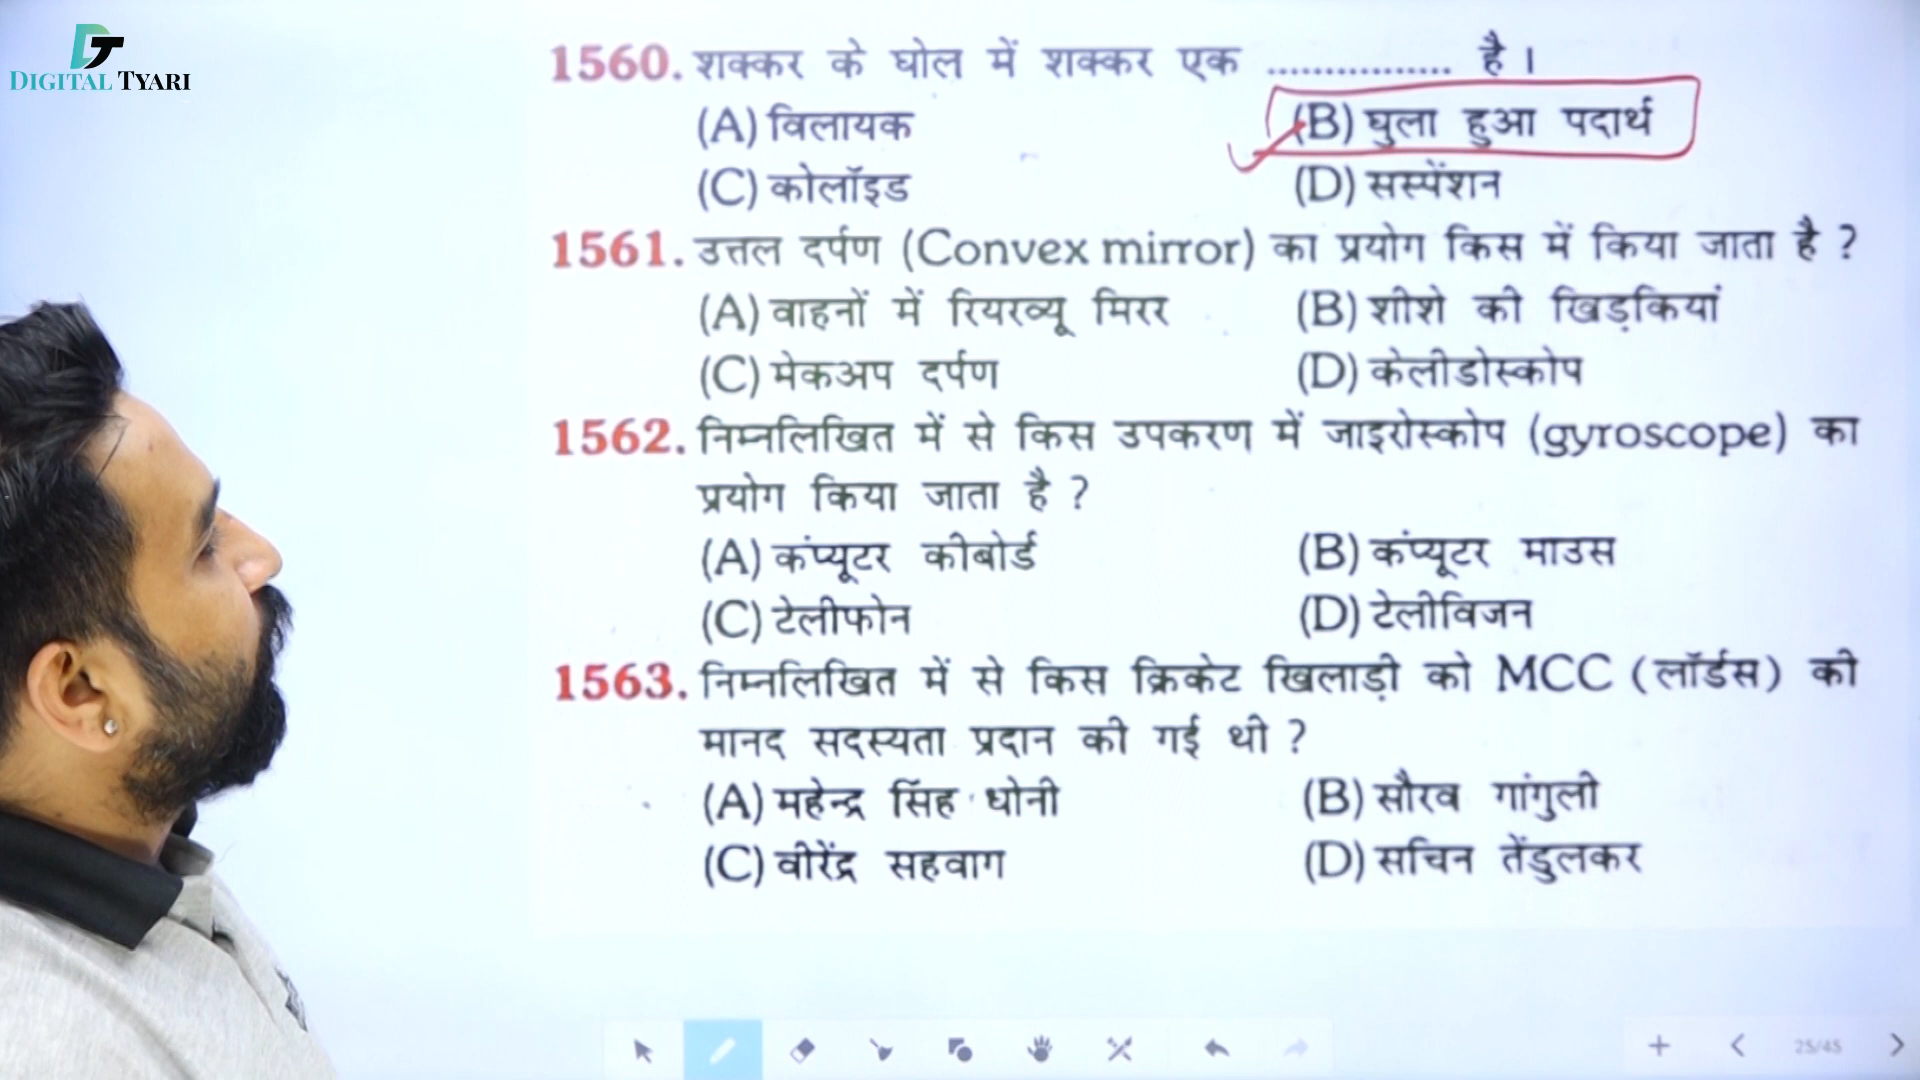 DIGITAL TYARI
1560. शक्कर के घोल में शक्कर एक ................ है ।
(A) विलायक (B) घुला हुआ पदार्थ
(C) कोलॉइड (D) सस्पेंशन
1561. उत्तल दर्पण (Convex mirror) का प्रयोग किस में किया जाता है ?
(A) वाहनों में रियरव्यू मिरर (B) शीशे की खिड़कियां
(C) मेकअप दर्पण (D) केलीडोस्कोप
1562. निम्नलिखित में से किस उपकरण में जाइरोस्कोप (gyroscope) का
प्रयोग किया जाता है ?
(A) कंप्यूटर कीबोर्ड (B) कंप्यूटर माउस
(C) टेलीफोन (D) टेलीविजन
1563. निम्नलिखित में से किस क्रिकेट खिलाड़ी को MCC (लॉर्डस) की
मानद सदस्यता प्रदान की गई थी ?
(A) महेन्द्र सिंह धोनी (B) सौरव गांगुली
(C) वीरेंद्र सहवाग (D) सचिन तेंडुलकर
25/45